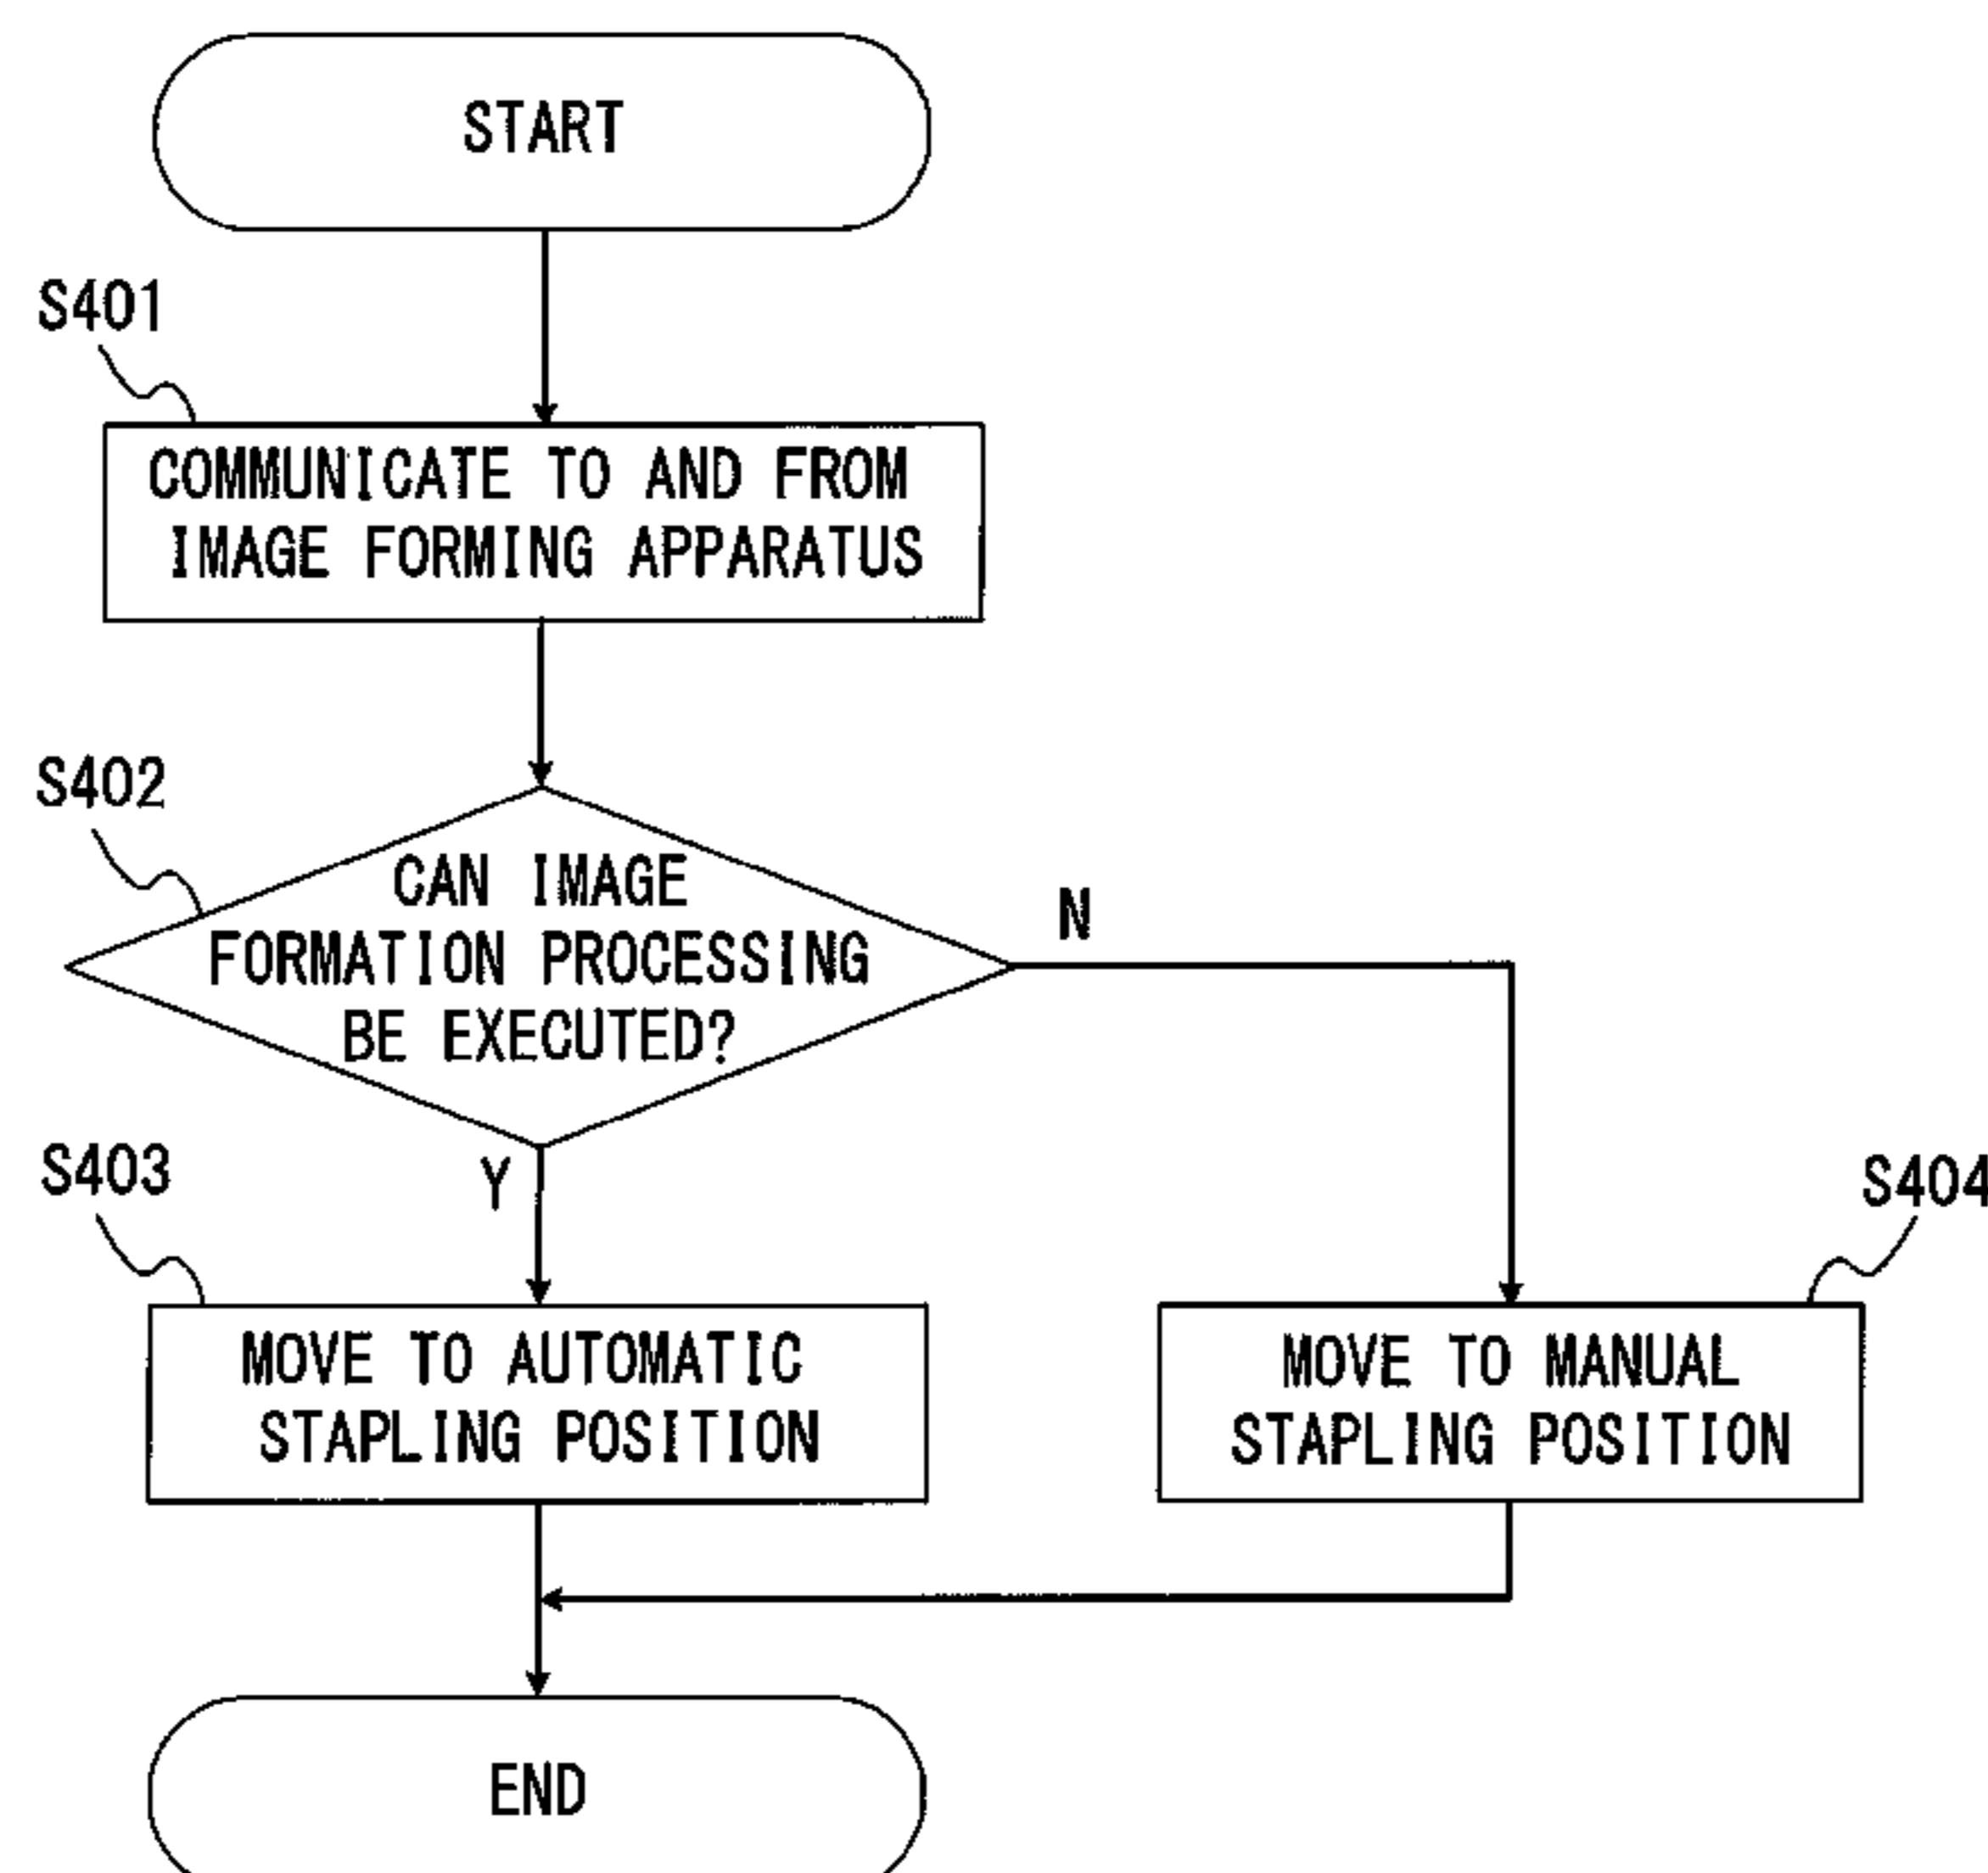 START
S401
COMMUNICATE TO AND FROM
IMAGE FORMING APPARATUS
S402
CAN IMAGE
FORMATION PROCESSING
BE EXECUTED?
N
Y
S403
MOVE TO AUTOMATIC
STAPLING POSITION
S404
MOVE TO MANUAL
STAPLING POSITION
END